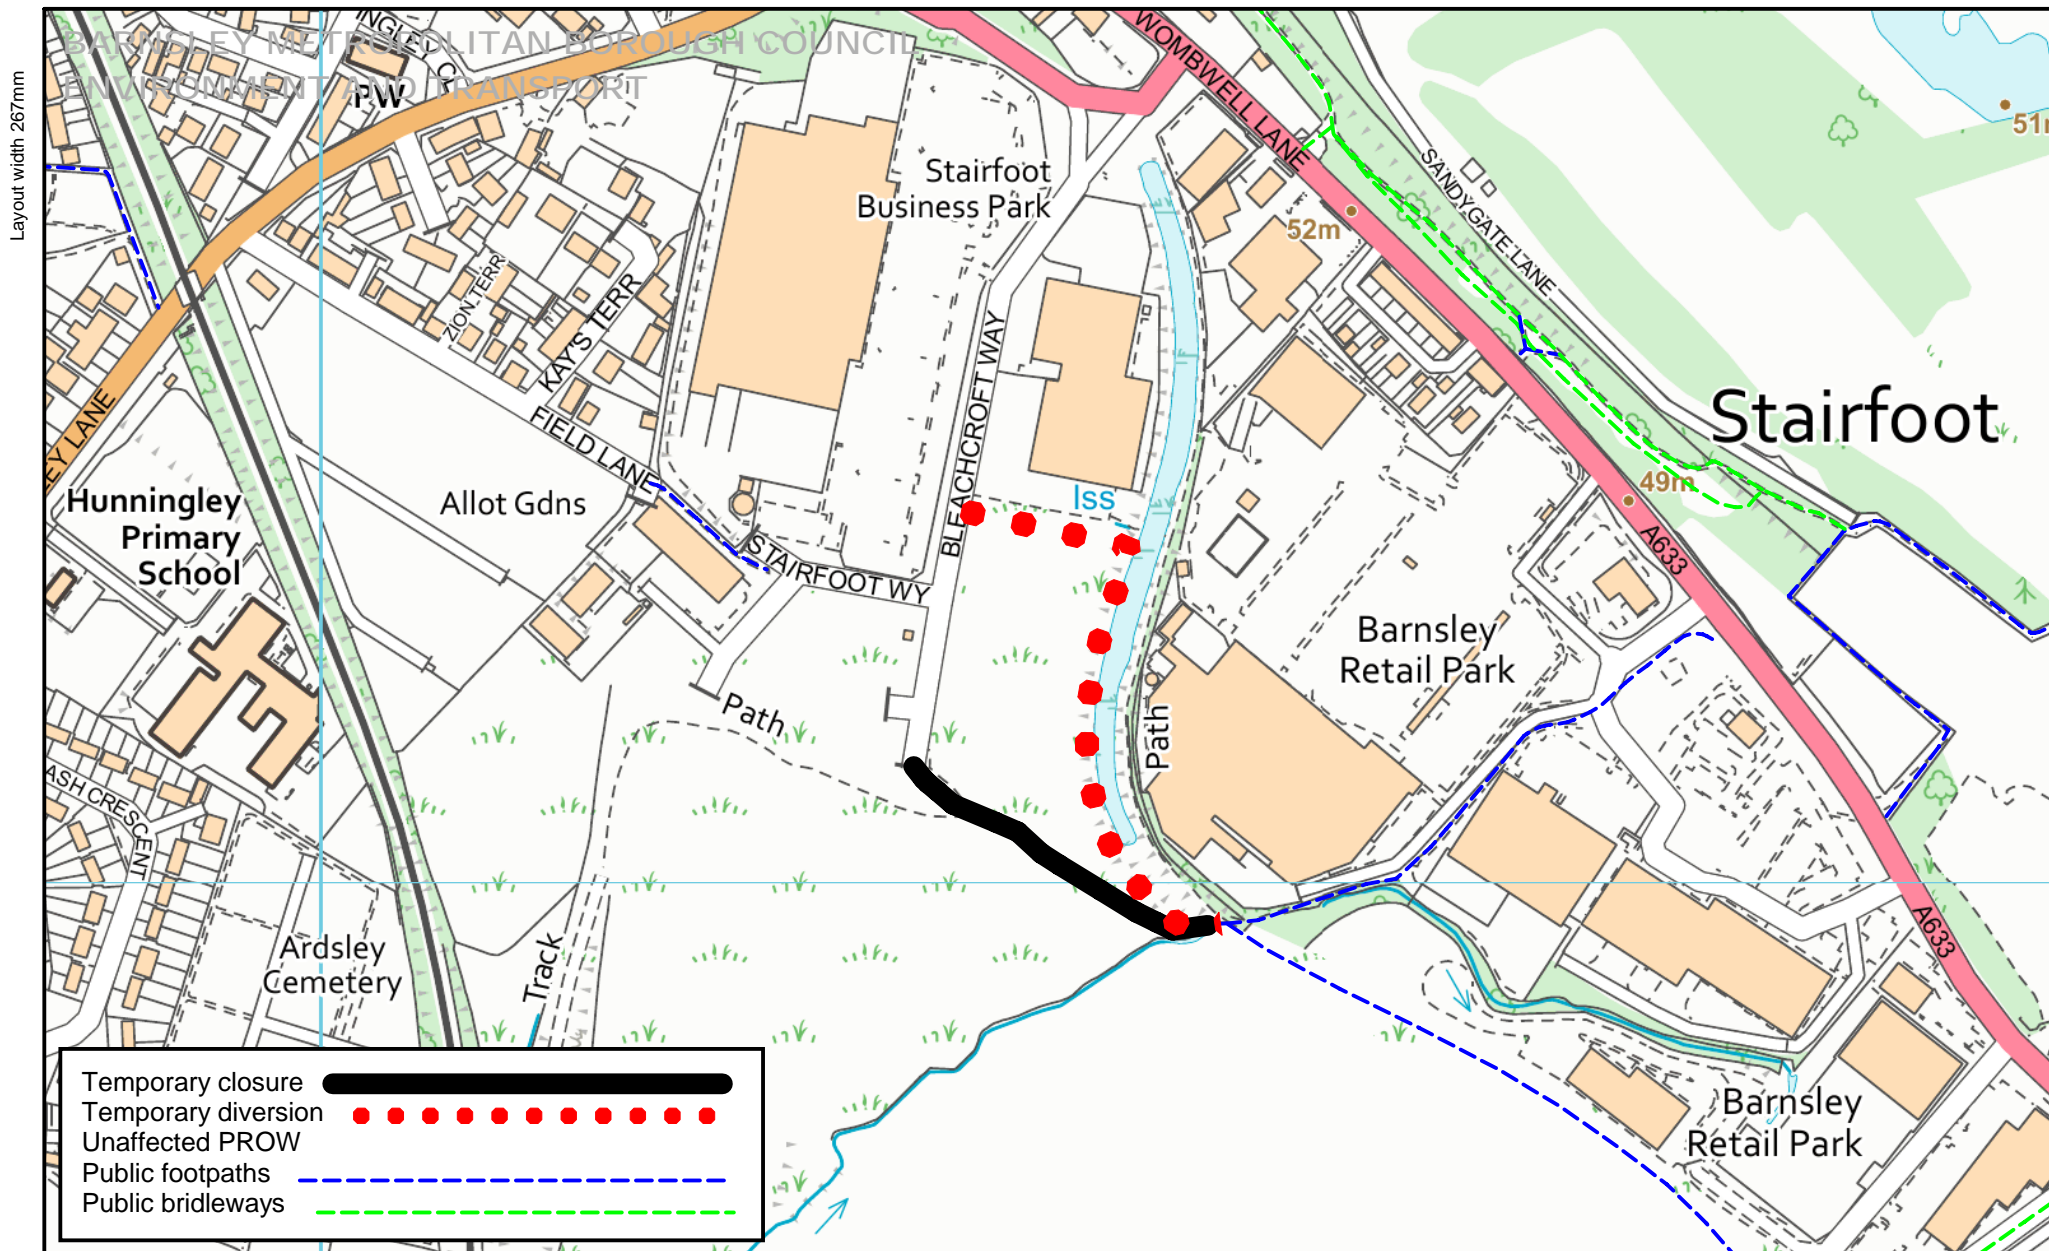 BARNSLEY METROPOLITAN BOROUGH COUNCIL
ENVIRONMENT AND TRANSPORT
Layout width 267mm
PW
WOMBWELL LANE
SANDYGATE LANE
51m
52m
Stairfoot
Business Park
ZION TERR
KAY'S TERR
FIELD LANE
BLEACHCROFT WAY
STAIRFOOT WY
EY LANE
Hunningley
Primary
School
Allot Gdns
Iss
Stairfoot
49m
A633
Barnsley
Retail Park
Path
Path
ASH CRESCENT
Ardsley
Cemetery
Track
A633
Barnsley
Retail Park
Temporary closure
Temporary diversion
Unaffected PROW
Public footpaths
Public bridleways